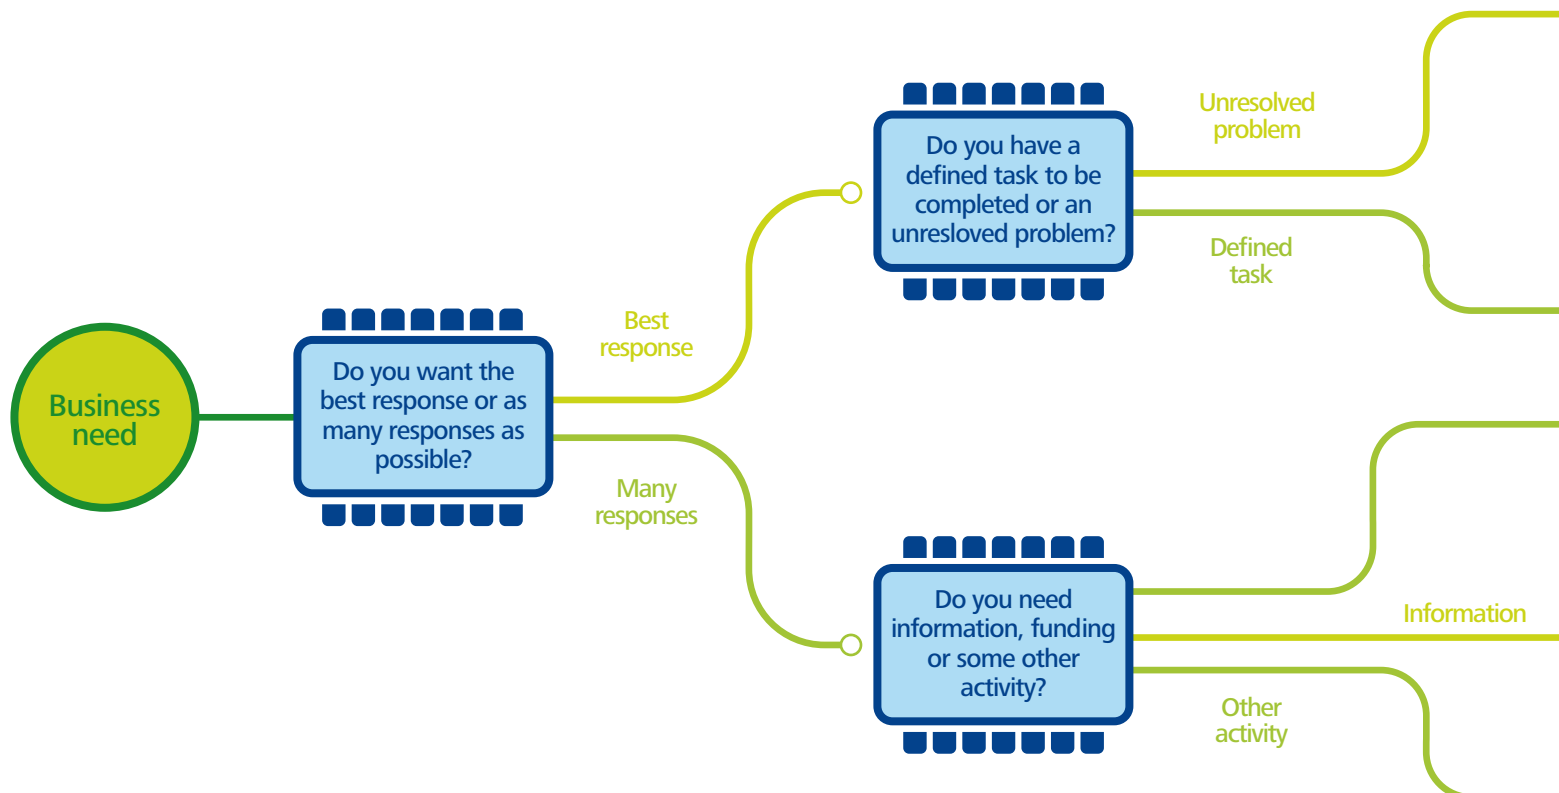 Business
need
Do you want the
best response or as
many responses as
possible?
Best
response
Many
responses
Do you have a
defined task to be
completed or an
unresloved problem?
Unresolved
problem
Defined
task
Do you need
information, funding
or some other
activity?
Information
Other
activity